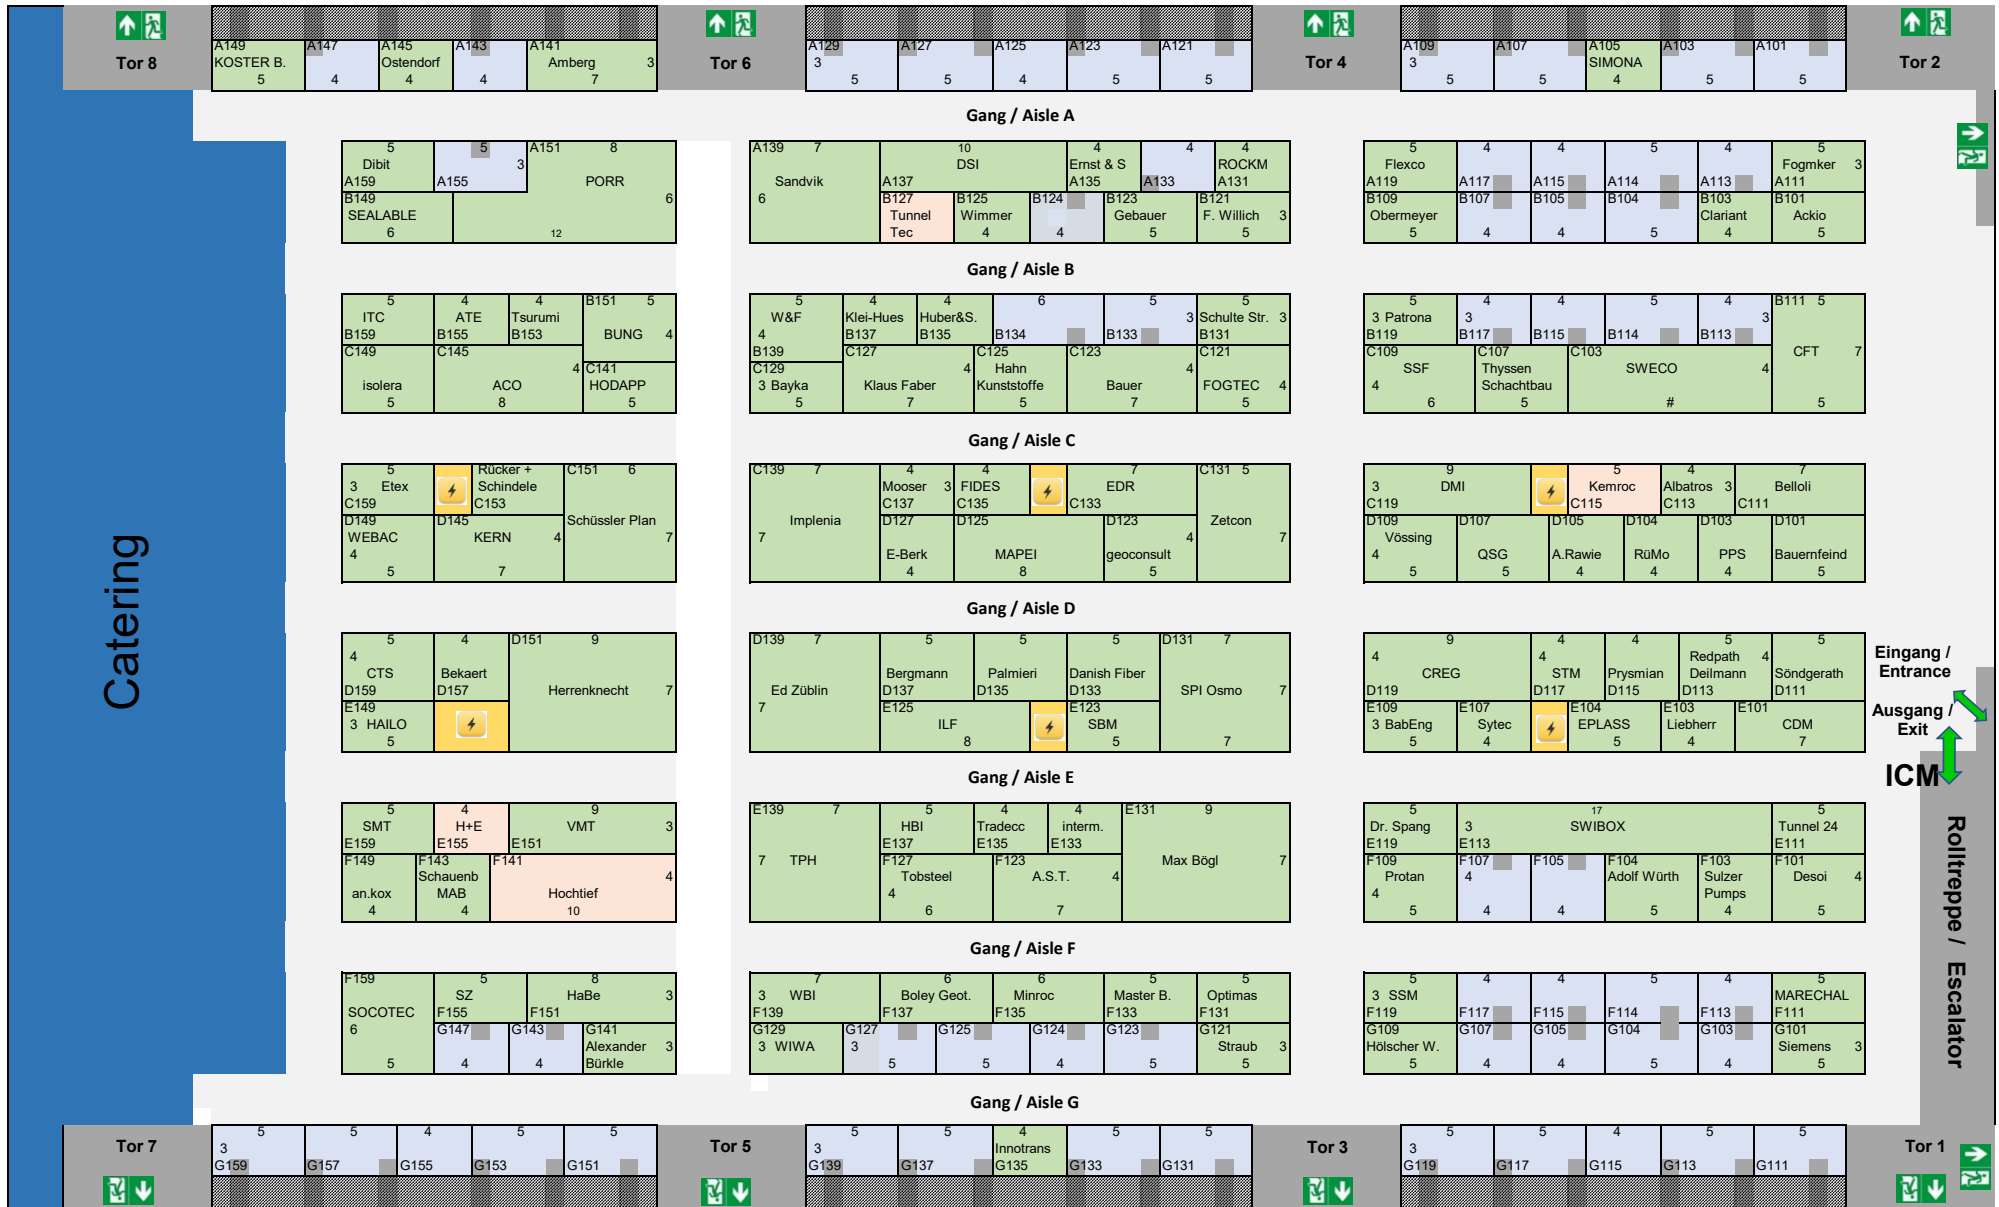 A149 A147 A145 A143 A141
Tor 8 KOSTER B. Ostendorf Amberg 3 Tor 6
5 4 4 4 7
A129 A127 A125 A123 A121
3 Tor 4
5 5 4 5 5
A109 A107 A105 A103 A101
3 SIMONA Tor 2
5 5 4 5 5
Gang / Aisle A
5 5 A151 8
Dibit 3 PORR
A159 A155
B149 6
SEALABLE
6 12
A139 7 10 4 4 4
Sandvik DSI Ernst & S ROCKM
A137 A135 A133 A131
6 B127 B125 B124 B123 B121
Tunnel Wimmer Gebauer F. Willich 3
Tec 4 4 5 5
5 4 4 5 4 5
Flexco Fogmker 3
A119 A117 A115 A114 A113 A111
B109 B107 B105 B104 B103 B101
Obermeyer Clariant Ackio
5 4 4 5 4 5
Gang / Aisle B
5 4 4 B151 5
ITC ATE Tsurumi
B159 B155 B153 BUNG 4
C149 C145
4 C141
isolera ACO HODAPP
5 8 5
5 4 4 6 5 5
W&F Klei-Hues Huber&S. 3 Schulte Str. 3
4 B137 B135 B134 B133 B131
B139 C127 C125 C123 C121
C129 4 Hahn 4 FOGTEC 4
3 Bayka Klaus Faber Kunststoffe Bauer
5 7 5 7 5
5 4 4 5 4 B111 5
3 Patrona 3 3
B119 B117 B115 B114 B113
C109 C107 C103 CFT 7
SSF Thyssen SWECO 4
4 Schachtbau
6 5 # 5
Gang / Aisle C
5 Rücker + C151 6
3 Etex Schindele
C159 C153
D149 D145 Schüssler Plan
WEBAC KERN 4 7
4
5 7
C139 7 4 4 7 C131 5
Mooser 3 FIDES EDR
C137 C135 C133
Implenia D127 D125 D123 Zetcon
7 4 7
E-Berk MAPEI geoconsult
4 8 5
9 5 4 7
3 DMI Kemroc Albatros 3 Belloli
C119 C115 C113 C111
D109 D107 D105 D104 D103 D101
Vössing
4 QSG A.Rawie RüMo PPS Bauernfeind
5 5 4 4 4 5
Gang / Aisle D
5 4 D151 9
4
CTS Bekaert
D159 D157 Herrenknecht 7
E149
3 HAILO
5
D139 7 5 5 5 D131 7
Bergmann Palmieri Danish Fiber
Ed Züblin D137 D135 D133 SPI Osmo 7
7 E125 E123
ILF SBM
8 5 7
9 4 4 5 5
4 4 Redpath 4
CREG STM Prysmian Deilmann Söndgerath
D119 D117 D115 D113 D111
E109 E107 E104 E103 E101
3 BabEng Sytec EPLASS Liebherr CDM
5 4 5 4 7
Eingang /
Entrance
Ausgang /
Exit
ICM
Catering
Gang / Aisle E
5 4 9
SMT H+E VMT 3
E159 E155 E151
F149 F143 F141
Schauenb 4
an.kox MAB Hochtief
4 4 10
E139 7 5 4 4 E131 9
HBI Tradecc interm.
E137 E135 E133
7 TPH F127 F123 Max Bögl 7
Tobsteel A.S.T. 4
4
6 7
5 17 5
Dr. Spang 3 SWIBOX Tunnel 24
E119 E113 E111
F109 F107 F105 F104 F103 F101
Protan 4 Adolf Würth Sulzer Desoi 4
4 Pumps
5 4 4 5 4 5
Rolltreppe / Escalator
Gang / Aisle F
F159 5 8
SZ HaBe 3
SOCOTEC F155 F151
6 G147 G143 G141
Alexander 3
5 4 4 Bürkle
7 6 6 5 5
3 WBI Boley Geot. Minroc Master B. Optimas
F139 F137 F135 F133 F131
G129 G127 G125 G124 G123 G121
3 WIWA 3 Straub 3
5 5 4 5 5
5 4 4 5 4 5
3 SSM MARECHAL
F119 F117 F115 F114 F113 F111
G109 G107 G105 G104 G103 G101
Hölscher W. Siemens 3
5 4 4 5 4 5
Gang / Aisle G
5 5 4 5 5
Tor 7 3 Tor 5
G159 G157 G155 G153 G151
5 5 4 5 5
3 Innotrans Tor 3
G139 G137 G135 G133 G131
5 5 4 5 5
3 Tor 1
G119 G117 G115 G113 G111